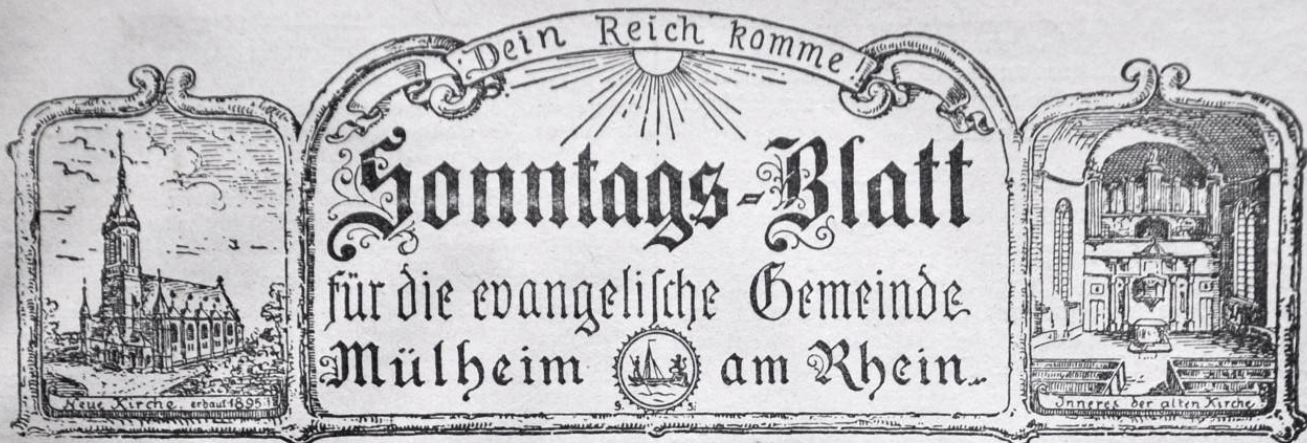 Dein Reich komme!
Sonntags-Blatt
für die evangeliſche Gemeinde
Mülheim am Rhein.
Neue Kirche erbaut 1895
Inneres der alten Kirche